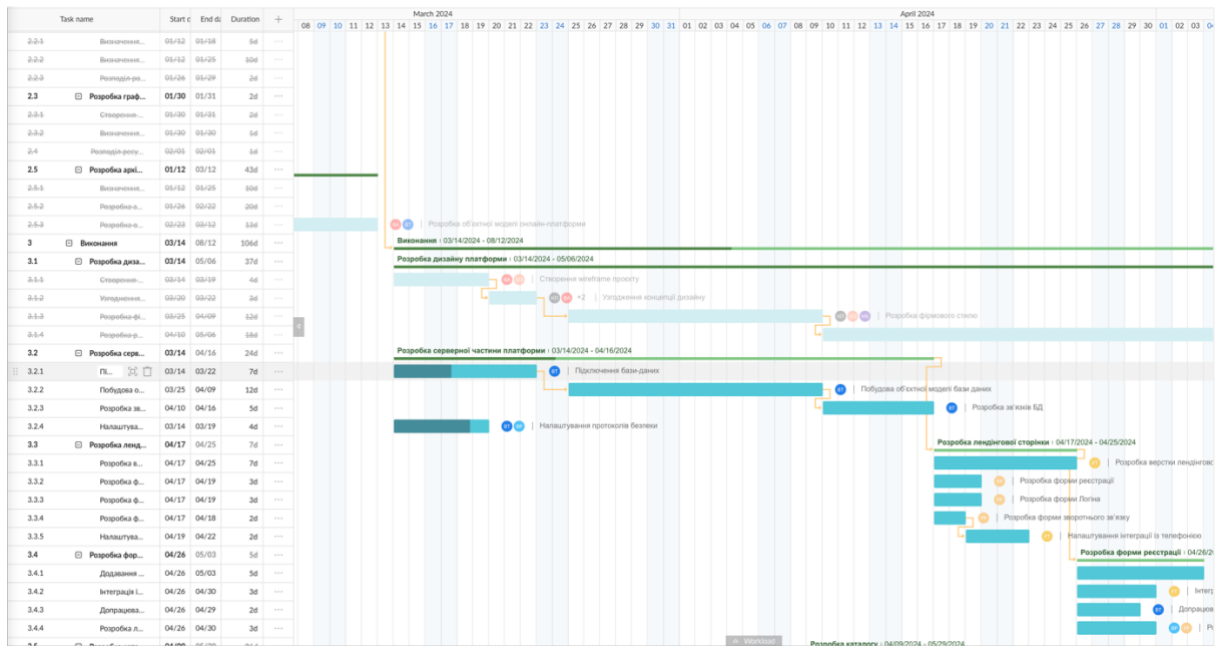 March 2024 April 2024
Task name Start d End da Duration +
08 09 10 11 12 13 14 15 16 17 18 19 20 21 22 23 24 25 26 27 28 29 30 31 01 02 03 04 05 06 07 08 09 10 11 12 13 14 15 16 17 18 19 20 21 22 23 24 25 26 27 28 29 30 01 02 03
2.2.1 Визначення... 01/12 01/18 5d
2.2.2 Визначення... 01/12 01/25 10d
2.2.3 Розподіл ро... 01/26 01/29 2d
2.3 Розробка граф... 01/30 01/31 2d
2.3.1 Створення ... 01/30 01/31 2d
2.3.2 Визначення... 01/30 01/30 1d
2.4 Розподіл ресу... 02/01 02/01 1d
2.5 Розробка архі... 01/12 03/12 43d
2.5.1 Визначення... 01/12 01/25 10d
2.5.2 Розробка а... 01/26 02/22 20d
2.5.3 Розробка о... 02/23 03/12 13d Розробка об'єктної моделі онлайн-платформи
3 Виконання 03/14 08/12 106d Виконання : 03/14/2024 - 08/12/2024
3.1 Розробка диза... 03/14 05/06 37d Розробка дизайну платформи : 03/14/2024 - 05/06/2024
3.1.1 Створення ... 03/14 03/19 4d Створення wireframe проєкту
3.1.2 Узгодження... 03/20 03/22 3d +2 Узгодження концепції дизайну
3.1.3 Розробка фі... 03/25 04/09 12d Розробка фірмового стилю
3.1.4 Розробка р... 04/10 05/06 18d
3.2 Розробка серв... 03/14 04/16 24d Розробка серверної частини платформи : 03/14/2024 - 04/16/2024
3.2.1 Пі... 03/14 03/22 7d Підключення бази-даних
3.2.2 Побудова о... 03/25 04/09 12d Побудова об'єктної моделі бази даних
3.2.3 Розробка зв... 04/10 04/16 5d Розробка зв'язків БД
3.2.4 Налаштува... 03/14 03/19 4d Налаштування протоколів безпеки
3.3 Розробка ленд... 04/17 04/25 7d Розробка лендінгової сторінки : 04/17/2024 - 04/25/2024
3.3.1 Розробка в... 04/17 04/25 7d Розробка верстки лендінгово
3.3.2 Розробка ф... 04/17 04/19 3d Розробка форми реєстрації
3.3.3 Розробка ф... 04/17 04/19 3d Розробка форми Логіна
3.3.4 Розробка ф... 04/17 04/18 2d Розробка форми зворотнього зв'язку
3.3.5 Налаштува... 04/19 04/22 2d Налаштування інтеграції із телефонією
3.4 Розробка фор... 04/26 05/03 5d Розробка форми реєстрації : 04/26/2
3.4.1 Додавання ... 04/26 05/03 5d
3.4.2 Інтеграція і... 04/26 04/30 3d Інтегр
3.4.3 Допрацюва... 04/26 04/29 2d Допрацюв
3.4.4 Розробка л... 04/26 04/30 3d
Workload
Розробка каталогу : 04/09/2024 - 05/29/2024